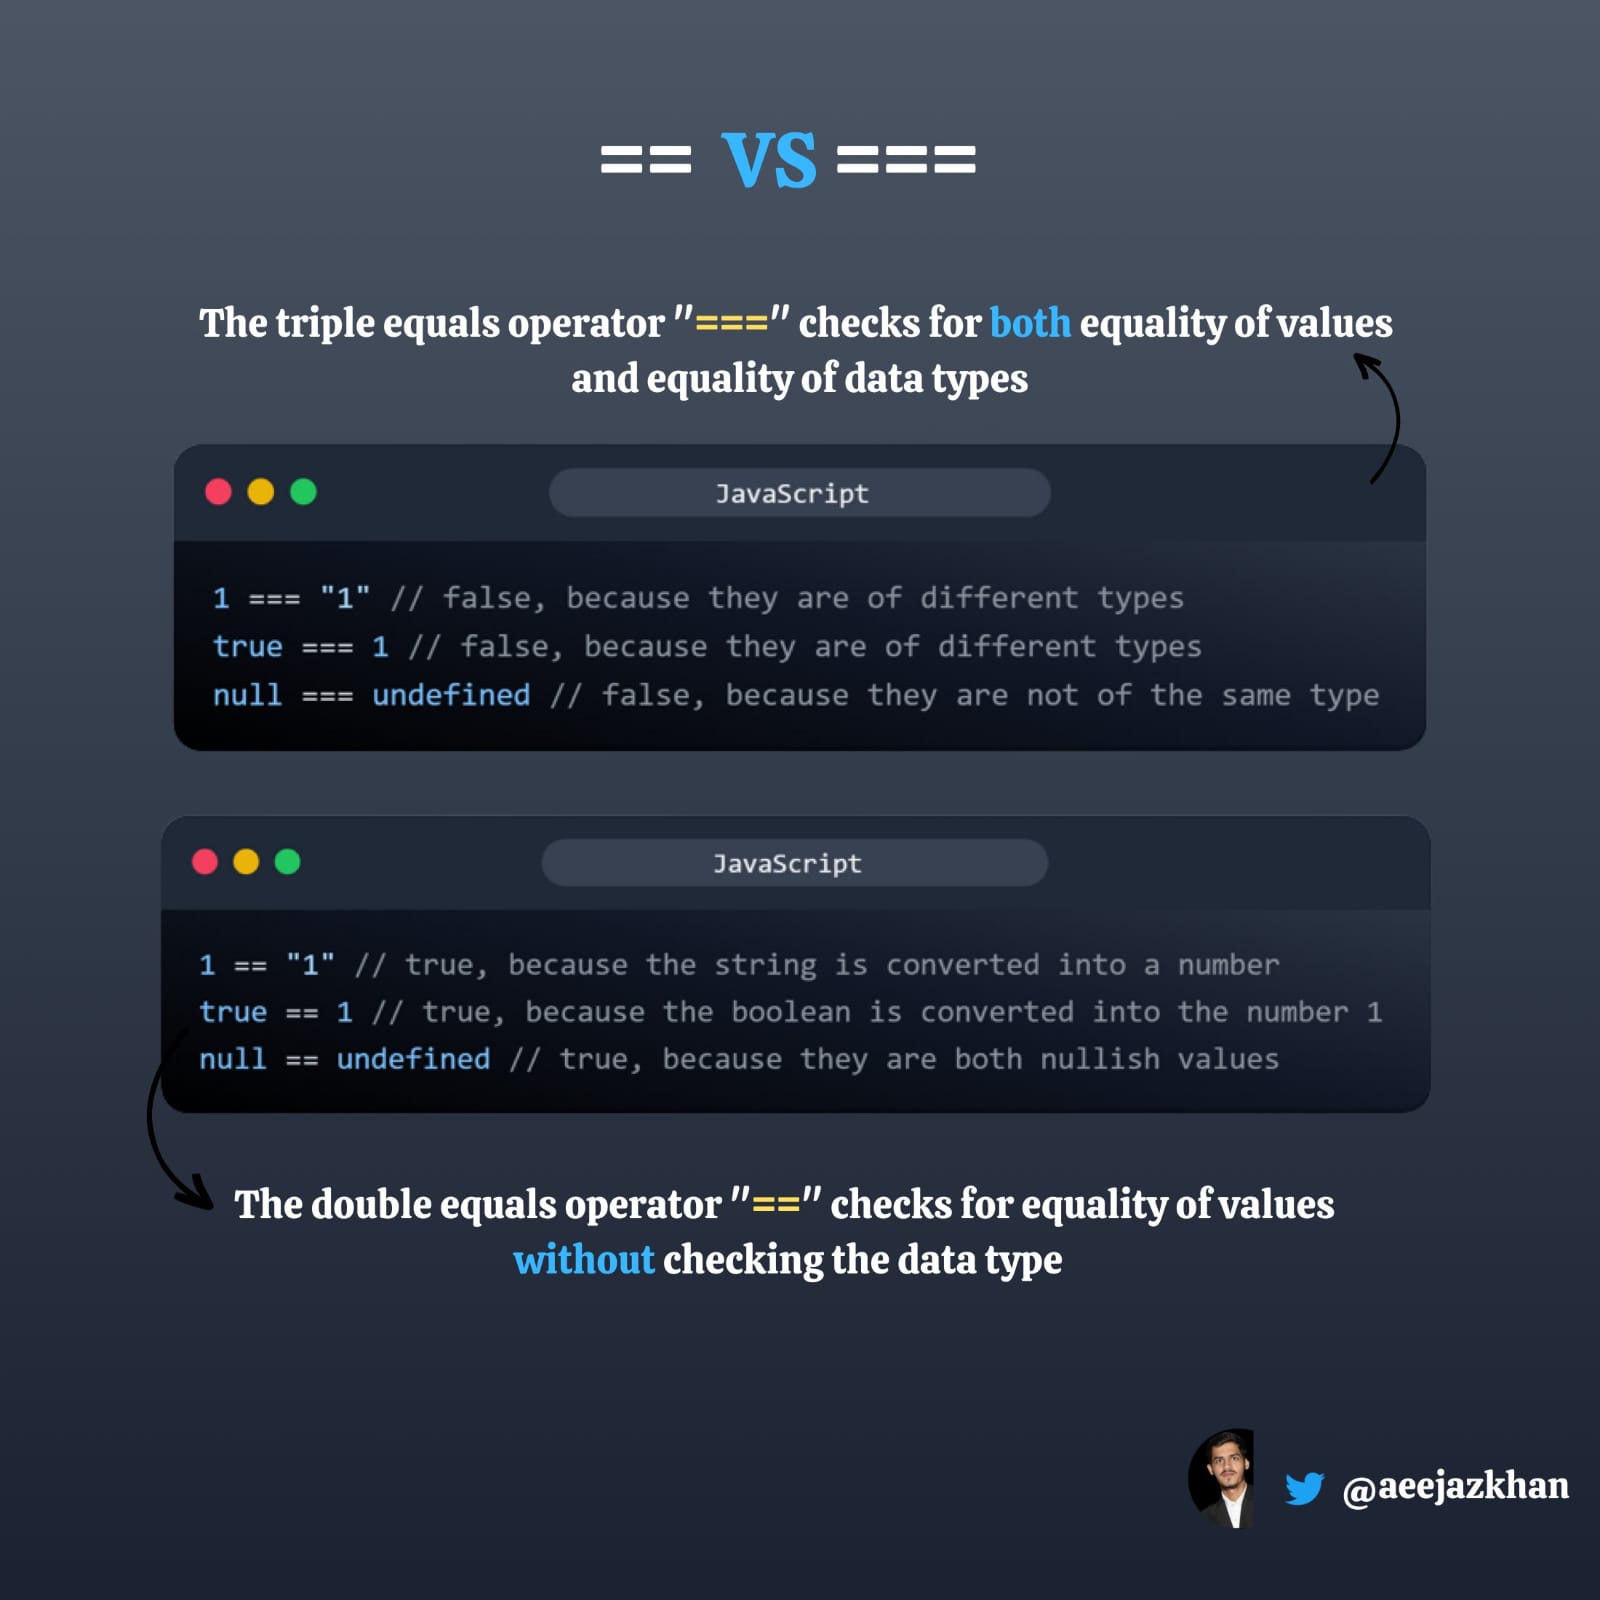 == VS ===
The triple equals operator "===" checks for both equality of values
and equality of data types
JavaScript
1 === "1" // false, because they are of different types
true === 1 // false, because they are of different types
null === undefined // false, because they are not of the same type
JavaScript
1 == "1" // true, because the string is converted into a number
true == 1 // true, because the boolean is converted into the number 1
null == undefined // true, because they are both nullish values
The double equals operator "==" checks for equality of values
without checking the data type
@aeejazkhan